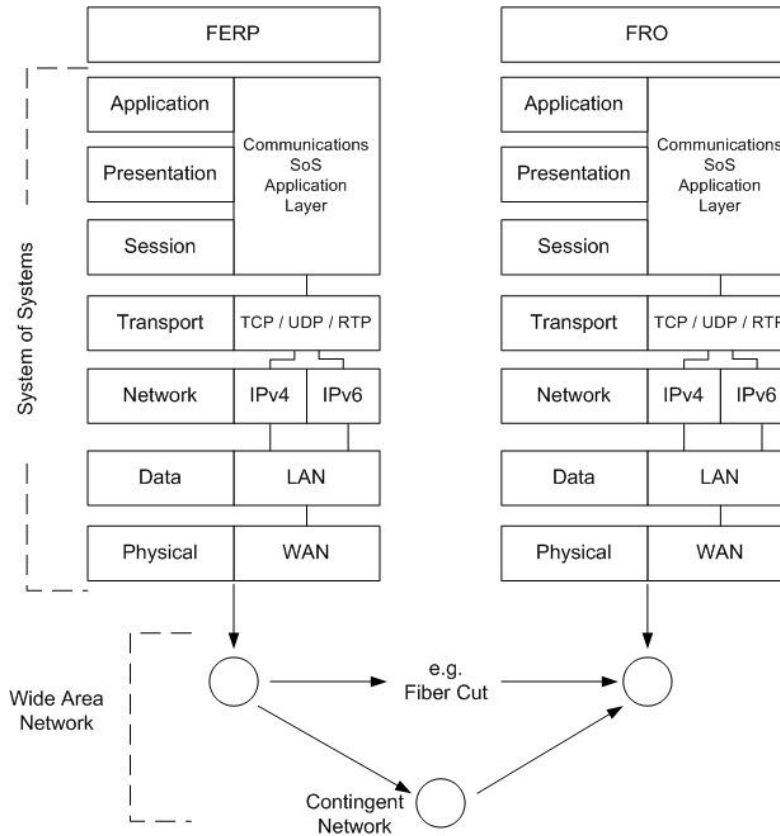 FERP
Application
Presentation
Session
Communications
SoS
Application
Layer
Transport
TCP / UDP / RTP
Network
IPv4
IPv6
Data
LAN
Physical
WAN
FRO
Application
Presentation
Session
Communications
SoS
Application
Layer
Transport
TCP / UDP / RTP
Network
IPv4
IPv6
Data
LAN
Physical
WAN
System of Systems
Wide Area
Network
e.g.
Fiber Cut
Contingent
Network